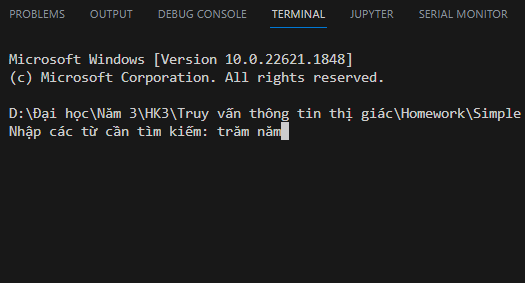 PROBLEMS OUTPUT DEBUG CONSOLE TERMINAL JUPYTER SERIAL MONITOR
Microsoft Windows [Version 10.0.22621.1848]
(c) Microsoft Corporation. All rights reserved.
D:\Đại học\Năm 3\HK3\Truy vấn thông tin thị giác\Homework\Simple
Nhập các từ cần tìm kiếm: trăm năm